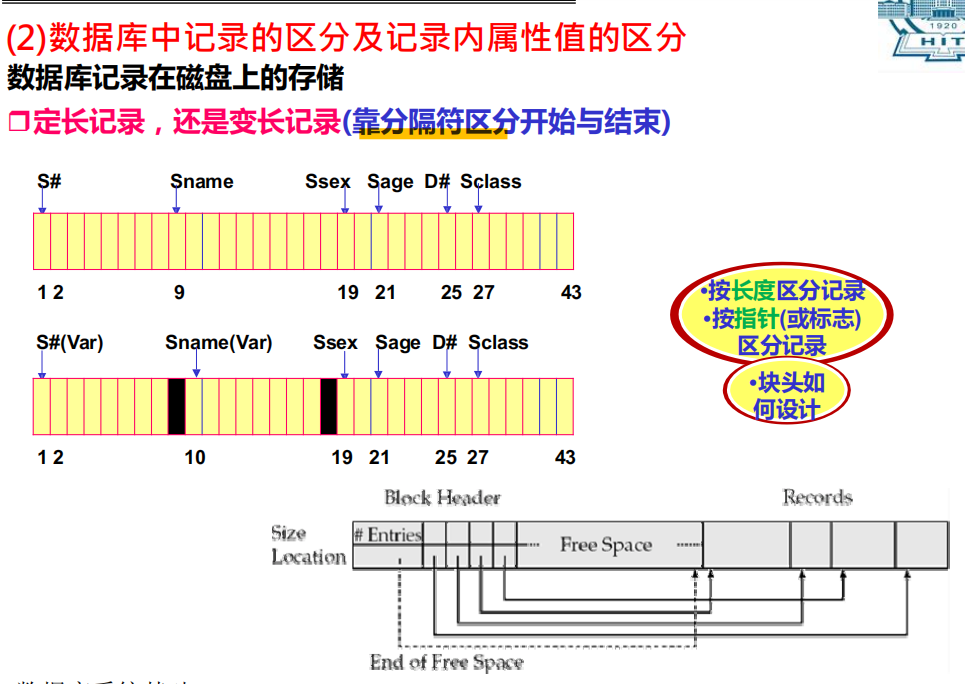 (2)数据库中记录的区分及记录内属性值的区分
1920
HIT
数据库记录在磁盘上的存储
❒定长记录，还是变长记录(靠分隔符区分开始与结束)
S# Sname Ssex Sage D# Sclass
1 2 9 19 21 25 27 43
•按长度区分记录
•按指针(或标志)
区分记录
•块头如
何设计
S#(Var) Sname(Var) Ssex Sage D# Sclass
1 2 10 19 21 25 27 43
Block Header Records
Size
Location
# Entries
Free Space
End of Free Space